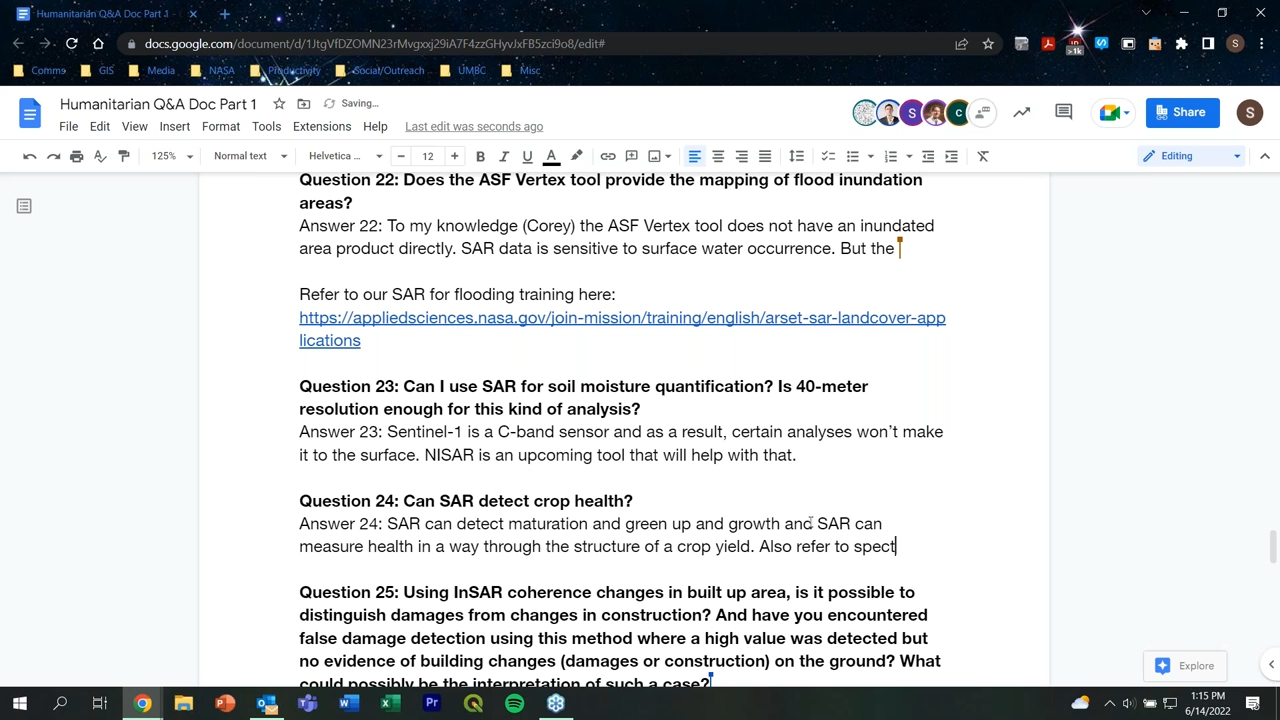 Humanitarian Q&A Doc Part 1
docs.google.com/document/d/1JtgVfDZOMN23rMvgxxj29iA7F4zzGHyvJxFB5zci9o8/edit#
>1k
S
Comms GIS Media NASA Productivity Social/Outreach UMBC Misc
Humanitarian Q&A Doc Part 1 Saving…
S C Share S
File Edit View Insert Format Tools Extensions Help Last edit was seconds ago
125% Normal text Helvetica ... 12 B I U A Editing
Question 22: Does the ASF Vertex tool provide the mapping of flood inundation
areas?
Answer 22: To my knowledge (Corey) the ASF Vertex tool does not have an inundated
area product directly. SAR data is sensitive to surface water occurrence. But the
Refer to our SAR for flooding training here:
https://appliedsciences.nasa.gov/join-mission/training/english/arset-sar-landcover-app
lications
Question 23: Can I use SAR for soil moisture quantification? Is 40-meter
resolution enough for this kind of analysis?
Answer 23: Sentinel-1 is a C-band sensor and as a result, certain analyses won't make
it to the surface. NISAR is an upcoming tool that will help with that.
Question 24: Can SAR detect crop health?
Answer 24: SAR can detect maturation and green up and growth and SAR can
measure health in a way through the structure of a crop yield. Also refer to spect
Question 25: Using InSAR coherence changes in built up area, is it possible to
distinguish damages from changes in construction? And have you encountered
false damage detection using this method where a high value was detected but
no evidence of building changes (damages or construction) on the ground? What
could possibly be the interpretation of such a case?
Explore
1:15 PM
6/14/2022